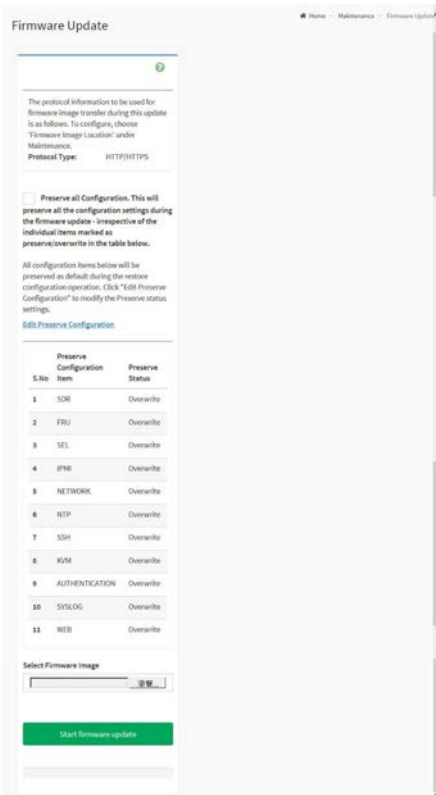 Home - Maintenance - Firmware Update
Firmware Update
The protocol information to be used for
firmware image transfer during this update
is as follows. To configure, choose
'Firmware Image Location' under
Maintenance.
Protocol Type: HTTP/HTTPS
Preserve all Configuration. This will
preserve all the configuration settings during
the firmware update - irrespective of the
individual items marked as
preserve/overwrite in the table below.
All configuration items below will be
preserved as default during the restore
configuration operation. Click "Edit Preserve
Configuration" to modify the Preserve status
settings.
Edit Preserve Configuration
S.No Preserve Configuration Item Preserve Status
1 SDR Overwrite
2 FRU Overwrite
3 SEL Overwrite
4 IPMI Overwrite
5 NETWORK Overwrite
6 NTP Overwrite
7 SSH Overwrite
8 KVM Overwrite
9 AUTHENTICATION Overwrite
10 SYSLOG Overwrite
11 WEB Overwrite
Select Firmware Image
Start firmware update